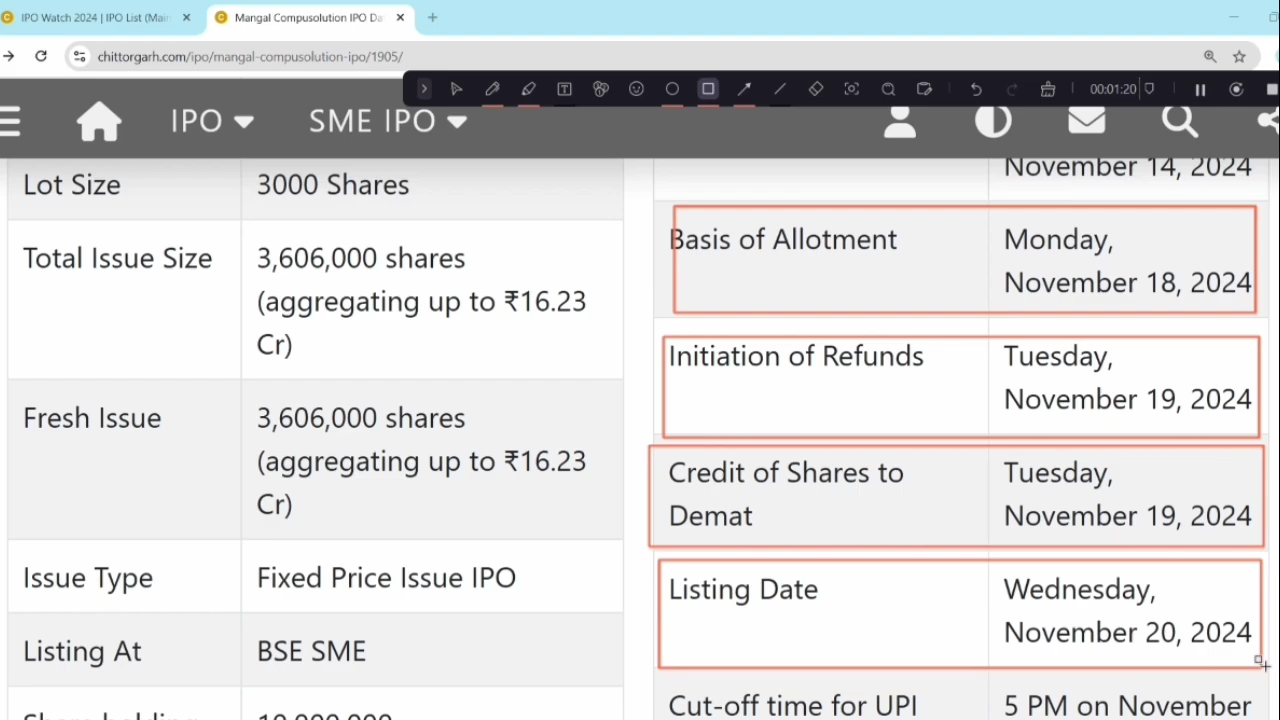 IPO Watch 2024 | IPO List (Main
Mangal Compusolution IPO Da
chittorgarh.com/ipo/mangal-compusolution-ipo/1905/
00:01:20
IPO
SME IPO
Lot Size
3000 Shares
Total Issue Size
3,606,000 shares
(aggregating up to ₹16.23
Cr)
Fresh Issue
3,606,000 shares
(aggregating up to ₹16.23
Cr)
Issue Type
Fixed Price Issue IPO
Listing At
BSE SME
November 14, 2024
Basis of Allotment
Monday,
November 18, 2024
Initiation of Refunds
Tuesday,
November 19, 2024
Credit of Shares to
Demat
Tuesday,
November 19, 2024
Listing Date
Wednesday,
November 20, 2024
Cut-off time for UPI
5 PM on November